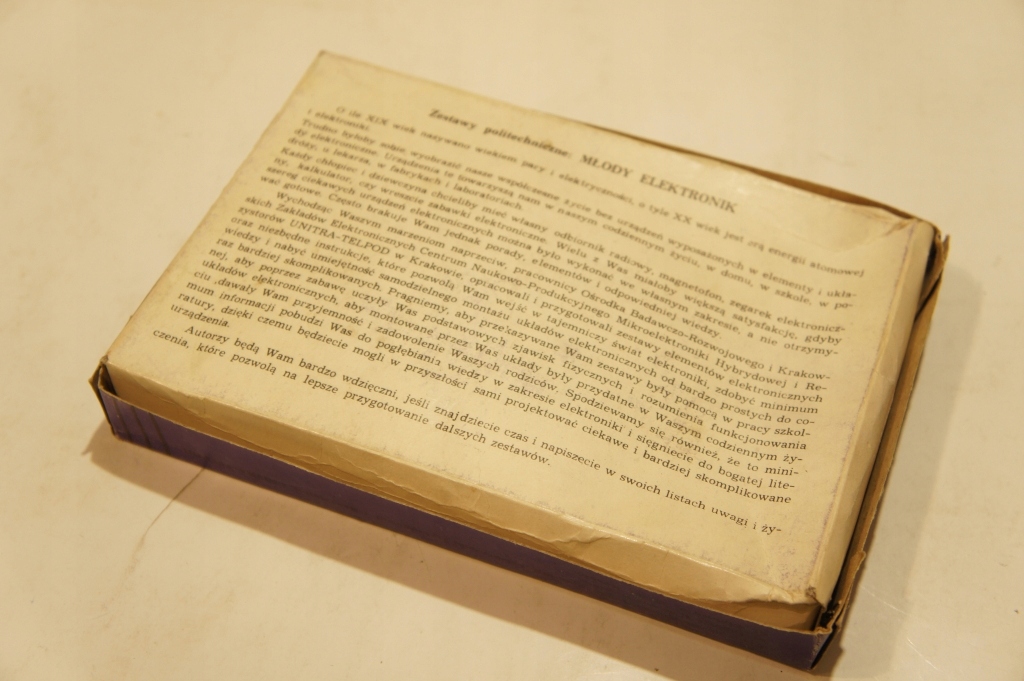 Zestawy politechniczne: MŁODY ELEKTRONIK
O ile XIX wiek nazywano wiekiem pary i elektryczności, o tyle XX wiek jest erą energii atomowej
i elektroniki.
Trudno byłoby sobie wyobrazić nasze współczesne życie bez urządzeń wyposażonych w elementy i ukła-
dy elektroniczne. Urządzenia te towarzyszą nam w naszym codziennym życiu, w domu, w szkole, w po-
dróży, u lekarza, w fabrykach i laboratoriach.
Każdy chłopiec i dziewczyna chcieliby mieć własny odbiornik radiowy, magnetofon, zegarek elektronicz-
ny, kalkulator, czy wreszcie zabawki elektroniczne. Wielu z Was miałoby większą satysfakcję, gdyby
szereg ciekawych urządzeń elektronicznych można było wykonać we własnym zakresie, a nie otrzymy-
wać gotowe. Często brakuje Wam jednak porady, elementów i odpowiedniej wiedzy.
Wychodząc Waszym marzeniom naprzeciw, pracownicy Ośrodka Badawczo-Rozwojowego i Krakow-
skich Zakładów Elektronicznych Centrum Naukowo-Produkcyjnego Mikroelektroniki Hybrydowej i Re-
zystorów UNITRA-TELPOD w Krakowie, opracowali i przygotowali zestawy elementów elektronicznych
oraz niezbędne instrukcje, które pozwolą Wam wejść w tajemniczy świat elektroniki, zdobyć minimum
wiedzy i nabyć umiejętność samodzielnego montażu układów elektronicznych od bardzo prostych do co-
raz bardziej skomplikowanych. Pragniemy, aby przekazywane Wam zestawy były pomocą w pracy szkol-
nej, aby poprzez zabawę uczyły Was podstawowych zjawisk fizycznych i rozumienia funkcjonowania
układów elektronicznych, aby montowane przez Was układy były przydatne w Waszym codziennym ży-
ciu dawały Wam przyjemność i zadowolenie Waszych rodziców. Spodziewamy się również, że to mini-
mum informacji pobudzi Was do pogłębiania wiedzy w zakresie elektroniki i sięgniecie do bogatej lite-
ratury, dzięki czemu będziecie mogli w przyszłości sami projektować ciekawe i bardziej skomplikowane
urządzenia.
Autorzy będą Wam bardzo wdzięczni, jeśli znajdziecie czas i napiszecie w swoich listach uwagi i ży-
czenia, które pozwolą na lepsze przygotowanie dalszych zestawów.